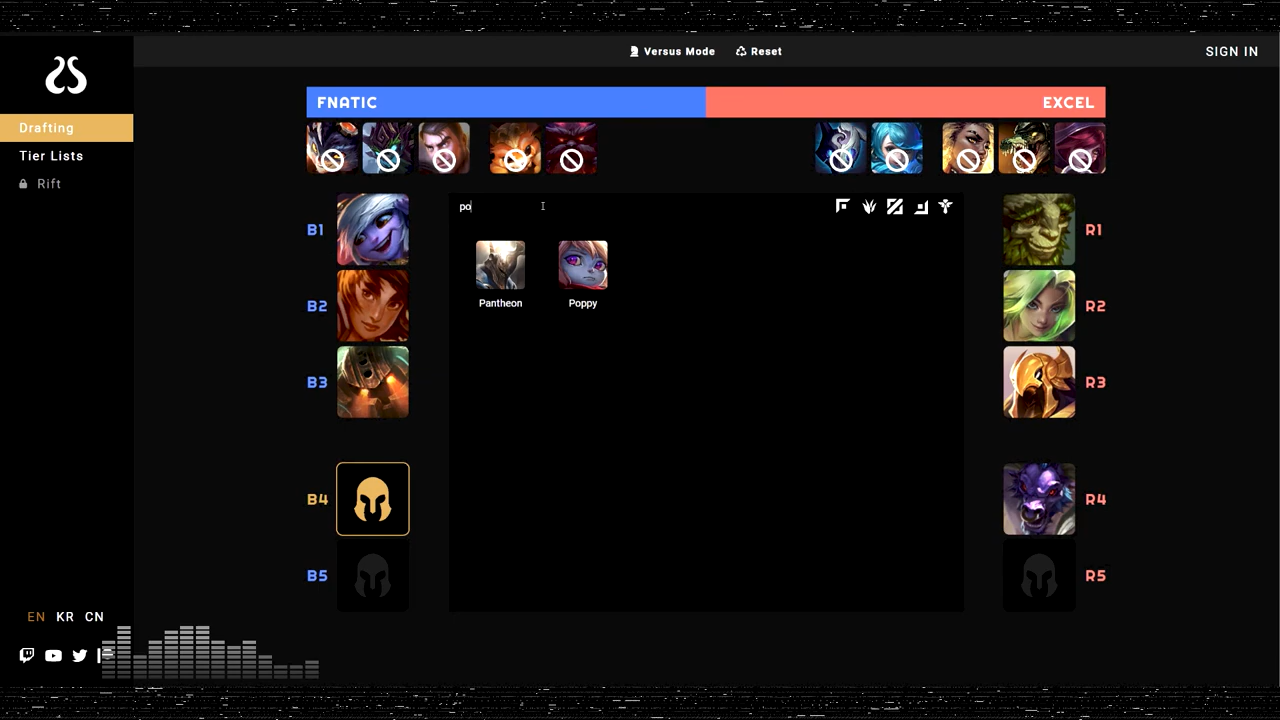 Versus Mode
Reset
SIGN IN
FNATIC
EXCEL
Drafting
Tier Lists
Rift
po
B1
R1
Pantheon
Poppy
B2
R2
B3
R3
B4
R4
B5
R5
EN KR CN